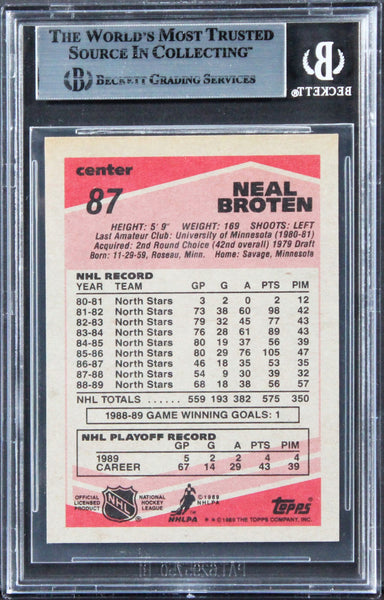 THE WORLD'S MOST TRUSTED
SOURCE IN COLLECTING™
BECKETT GRADING SERVICES
BECKETT
center
87
NEAL
BROTEN
HEIGHT: 5' 9" WEIGHT: 169 SHOOTS: LEFT
Last Amateur Club: University of Minnesota (1980-81)
Acquired: 2nd Round Choice (42nd overall) 1979 Draft
Born: 11-29-59, Roseau, Minn. Home: Savage, Minnesota
NHL RECORD
YEAR TEAM GP G A PTS PIM
80-81 North Stars 3 2 0 2 12
81-82 North Stars 73 38 60 98 42
82-83 North Stars 79 32 45 77 43
83-84 North Stars 76 28 61 89 43
84-85 North Stars 80 19 37 56 39
85-86 North Stars 80 29 76 105 47
86-87 North Stars 46 18 35 53 35
87-88 North Stars 54 9 30 39 32
88-89 North Stars 68 18 38 56 57
NHL TOTALS ...... 559 193 382 575 350
1988-89 GAME WINNING GOALS: 1
NHL PLAYOFF RECORD
GP G A PTS PIM
1989 5 2 2 4 4
CAREER 67 14 29 43 39
OFFICIAL
LICENSED
PRODUCT
NHL
NATIONAL
HOCKEY
LEAGUE
© 1989
NHLPA
TOPPS
** © 1989 THE TOPPS COMPANY, INC.